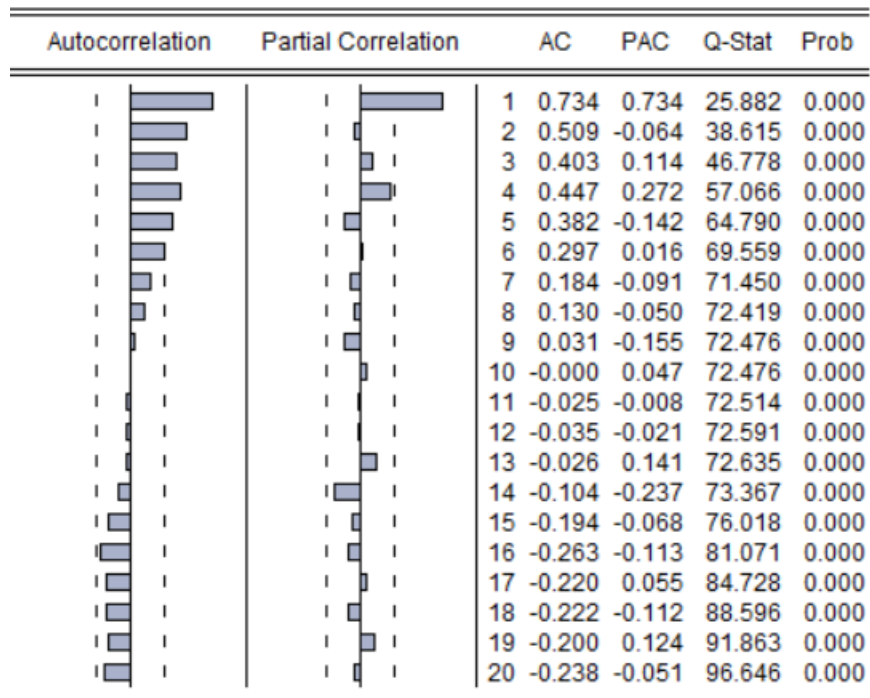 Autocorrelation Partial Correlation AC PAC Q-Stat Prob
1 0.734 0.734 25.882 0.000
2 0.509 -0.064 38.615 0.000
3 0.403 0.114 46.778 0.000
4 0.447 0.272 57.066 0.000
5 0.382 -0.142 64.790 0.000
6 0.297 0.016 69.559 0.000
7 0.184 -0.091 71.450 0.000
8 0.130 -0.050 72.419 0.000
9 0.031 -0.155 72.476 0.000
10 -0.000 0.047 72.476 0.000
11 -0.025 -0.008 72.514 0.000
12 -0.035 -0.021 72.591 0.000
13 -0.026 0.141 72.635 0.000
14 -0.104 -0.237 73.367 0.000
15 -0.194 -0.068 76.018 0.000
16 -0.263 -0.113 81.071 0.000
17 -0.220 0.055 84.728 0.000
18 -0.222 -0.112 88.596 0.000
19 -0.200 0.124 91.863 0.000
20 -0.238 -0.051 96.646 0.000